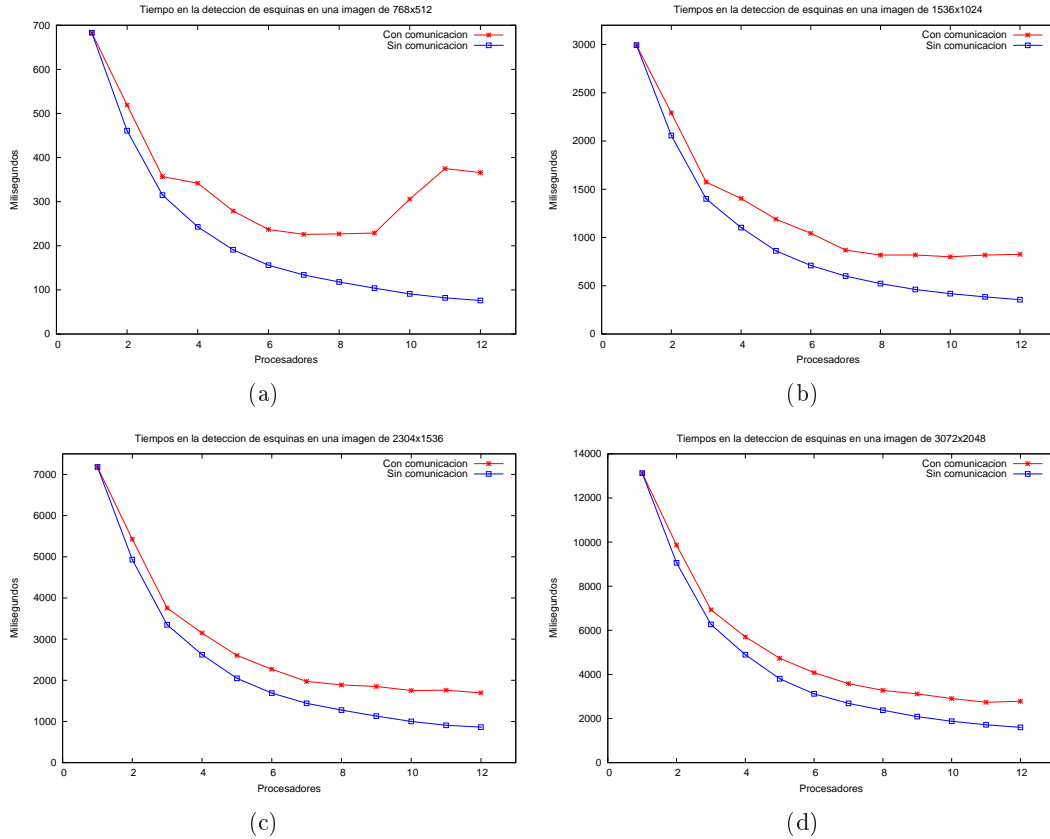 Tiempo en la deteccion de esquinas en una imagen de 768x512
Con comunicacion
Sin comunicacion
700
600
500
400
300
200
100
0
Milisegundos
0 2 4 6 8 10 12
Procesadores
(a)
Tiempos en la deteccion de esquinas en una imagen de 1536x1024
Con comunicacion
Sin comunicacion
3000
2500
2000
1500
1000
500
0
Milisegundos
0 2 4 6 8 10 12
Procesadores
(b)
Tiempos en la deteccion de esquinas en una imagen de 2304x1536
Con comunicacion
Sin comunicacion
7000
6000
5000
4000
3000
2000
1000
0
Milisegundos
0 2 4 6 8 10 12
Procesadores
(c)
Tiempos en la deteccion de esquinas en una imagen de 3072x2048
Con comunicacion
Sin comunicacion
14000
12000
10000
8000
6000
4000
2000
0
Milisegundos
0 2 4 6 8 10 12
Procesadores
(d)